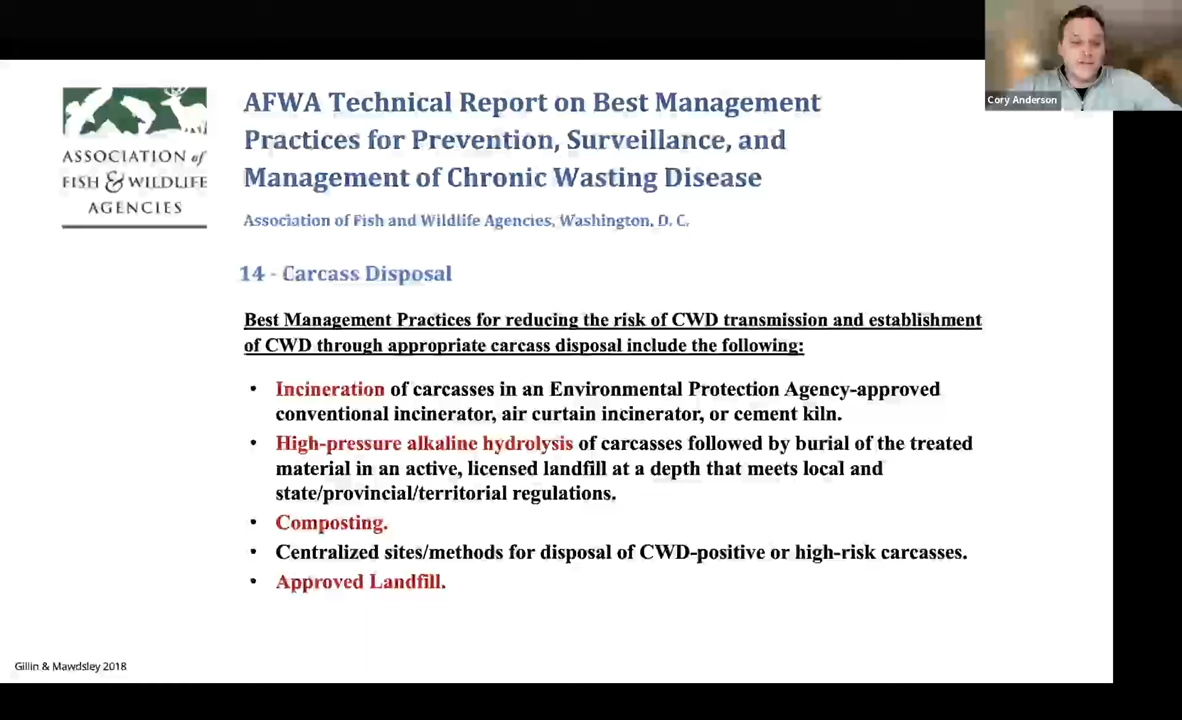 Cory Anderson
ASSOCIATION of
FISH & WILDLIFE
AGENCIES
AFWA Technical Report on Best Management
Practices for Prevention, Surveillance, and
Management of Chronic Wasting Disease
Association of Fish and Wildlife Agencies, Washington, D. C.
14 - Carcass Disposal
Best Management Practices for reducing the risk of CWD transmission and establishment
of CWD through appropriate carcass disposal include the following:
• Incineration of carcasses in an Environmental Protection Agency-approved
conventional incinerator, air curtain incinerator, or cement kiln.
• High-pressure alkaline hydrolysis of carcasses followed by burial of the treated
material in an active, licensed landfill at a depth that meets local and
state/provincial/territorial regulations.
• Composting.
• Centralized sites/methods for disposal of CWD-positive or high-risk carcasses.
• Approved Landfill.
Gillin & Mawdsley 2018